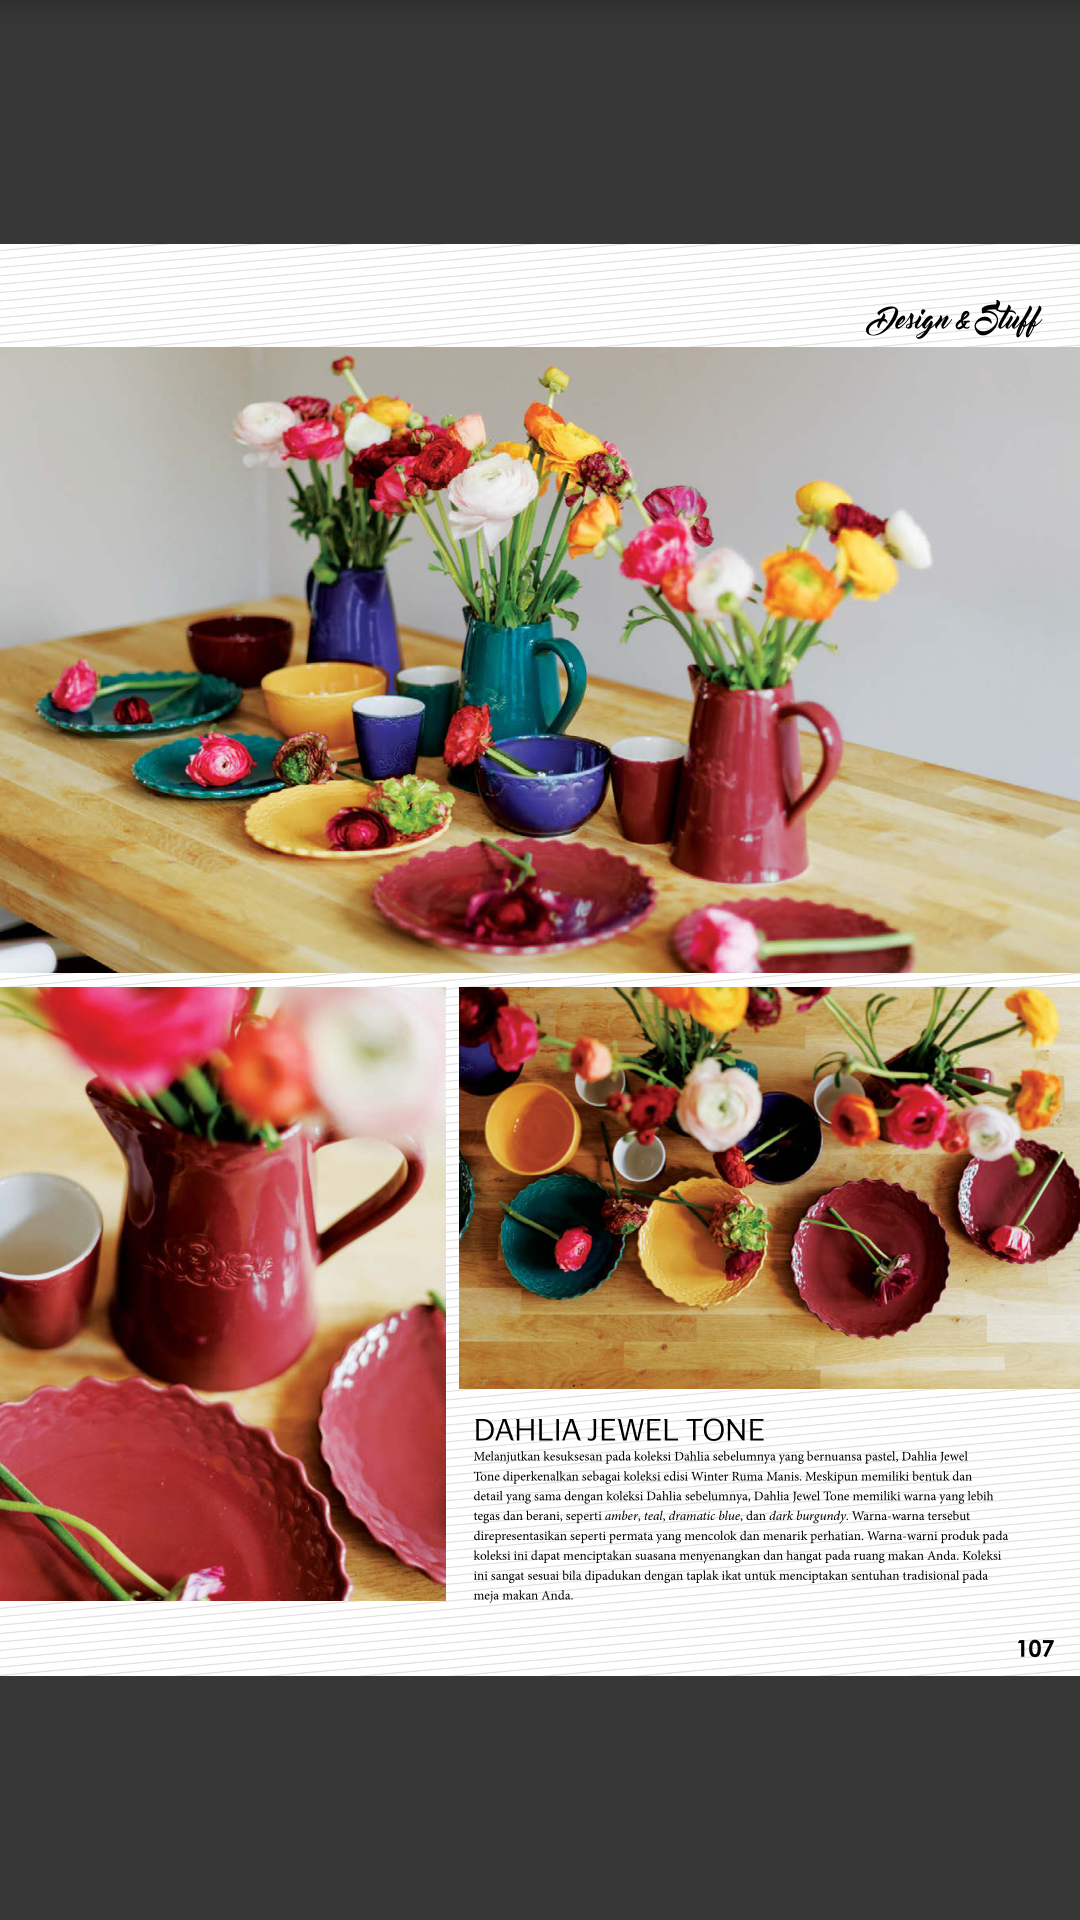 Design & Stuff
DAHLIA JEWEL TONE
Melanjutkan kesuksesan pada koleksi Dahlia sebelumnya yang bernuansa pastel, Dahlia Jewel
Tone diperkenalkan sebagai koleksi edisi Winter Ruma Manis. Meskipun memiliki bentuk dan
detail yang sama dengan koleksi Dahlia sebelumnya, Dahlia Jewel Tone memiliki warna yang lebih
tegas dan berani, seperti amber, teal, dramatic blue, dan dark burgundy. Warna-warna tersebut
direpresentasikan seperti permata yang mencolok dan menarik perhatian. Warna-warni produk pada
koleksi ini dapat menciptakan suasana menyenangkan dan hangat pada ruang makan Anda. Koleksi
ini sangat sesuai bila dipadukan dengan taplak ikat untuk menciptakan sentuhan tradisional pada
meja makan Anda.
107